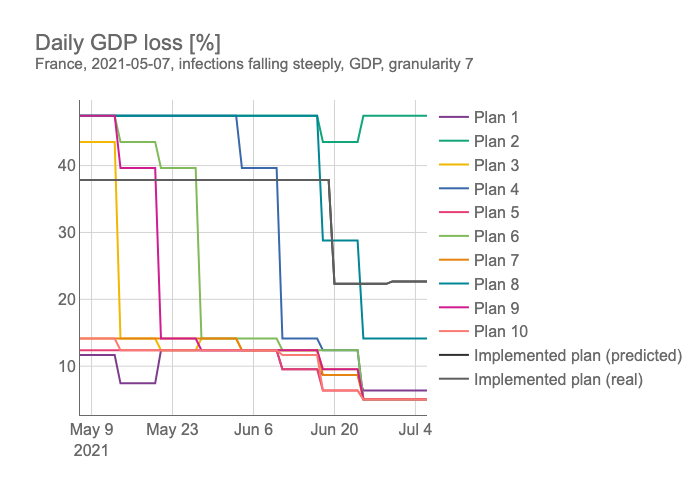 Daily GDP loss [%]
France, 2021-05-07, infections falling steeply, GDP, granularity 7
40
30
20
10
May 9
2021
May 23
Jun 6
Jun 20
Jul 4
Plan 1
Plan 2
Plan 3
Plan 4
Plan 5
Plan 6
Plan 7
Plan 8
Plan 9
Plan 10
Implemented plan (predicted)
Implemented plan (real)